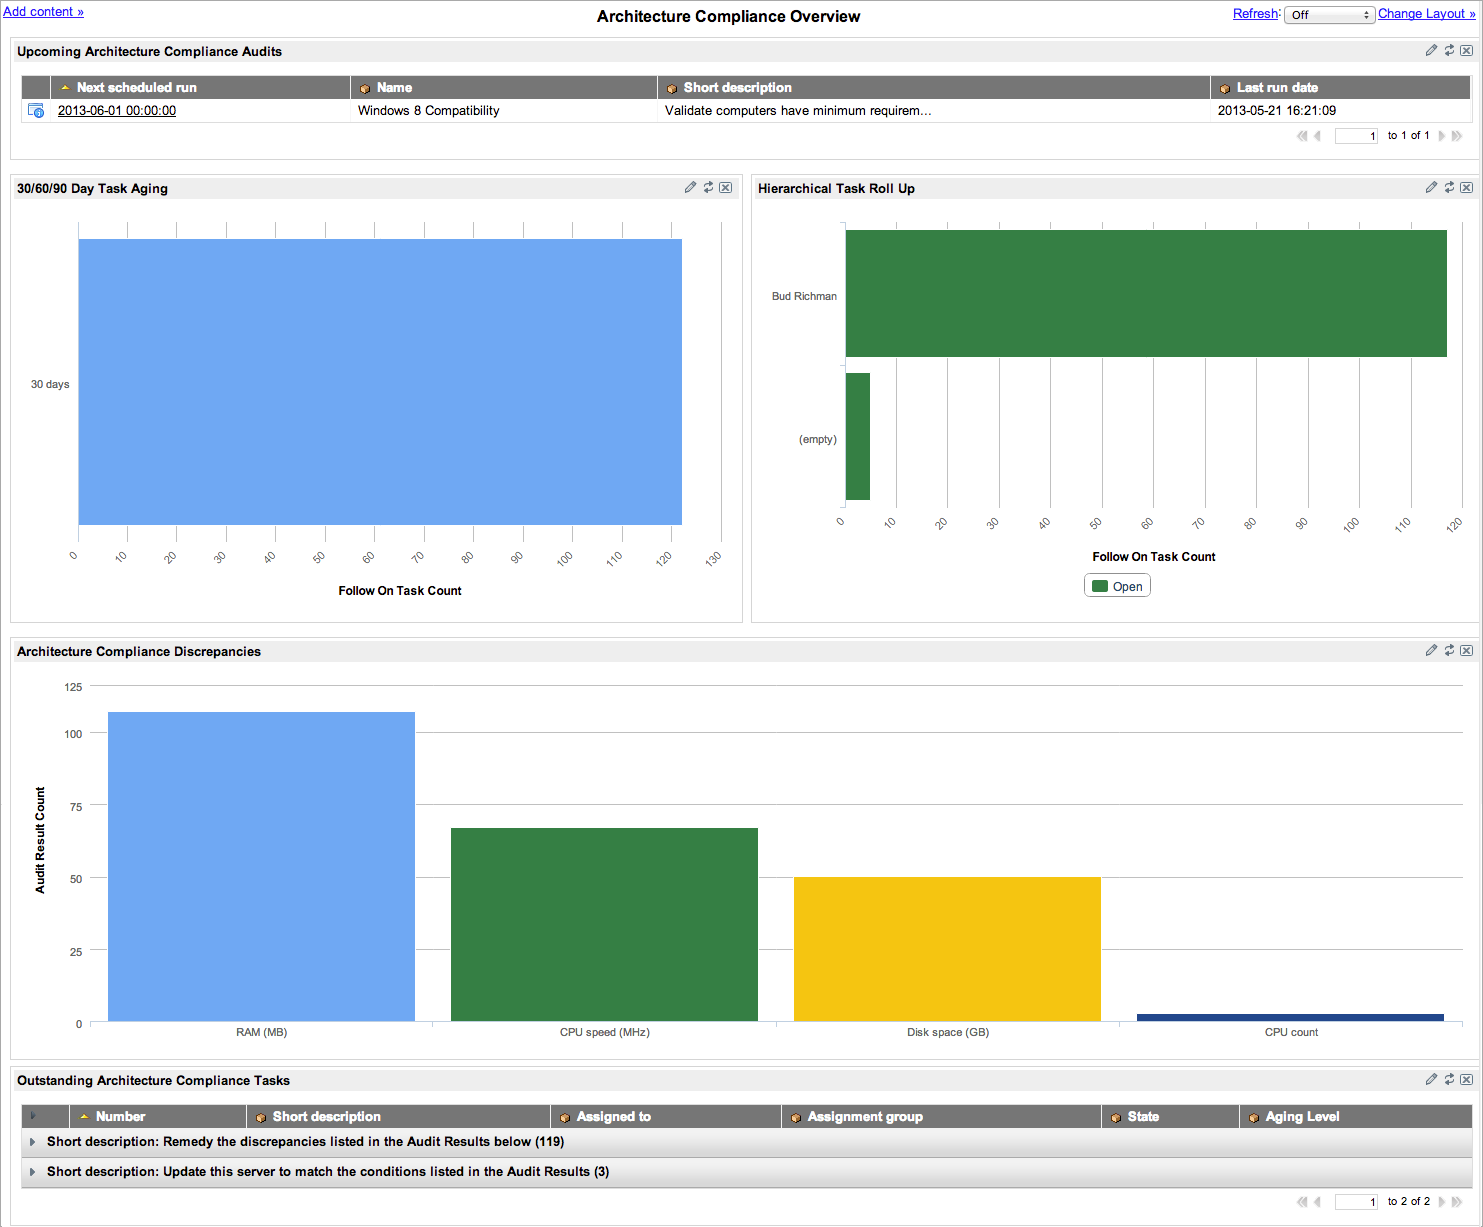 Add content »
Architecture Compliance Overview
Refresh: Off Change Layout »
Upcoming Architecture Compliance Audits
Next scheduled run Name Short description Last run date
2013-06-01 00:00:00 Windows 8 Compatibility Validate computers have minimum requirem... 2013-05-21 16:21:09
1 to 1 of 1
30/60/90 Day Task Aging
30 days
0 10 20 30 40 50 60 70 80 90 100 110 120 130
Follow On Task Count
Hierarchical Task Roll Up
Bud Richman
(empty)
0 10 20 30 40 50 60 70 80 90 100 110 120
Follow On Task Count
Open
Architecture Compliance Discrepancies
Audit Result Count
125
100
75
50
25
0
RAM (MB) CPU speed (MHz) Disk space (GB) CPU count
Outstanding Architecture Compliance Tasks
Number Short description Assigned to Assignment group State Aging Level
Short description: Remedy the discrepancies listed in the Audit Results below (119)
Short description: Update this server to match the conditions listed in the Audit Results (3)
1 to 2 of 2